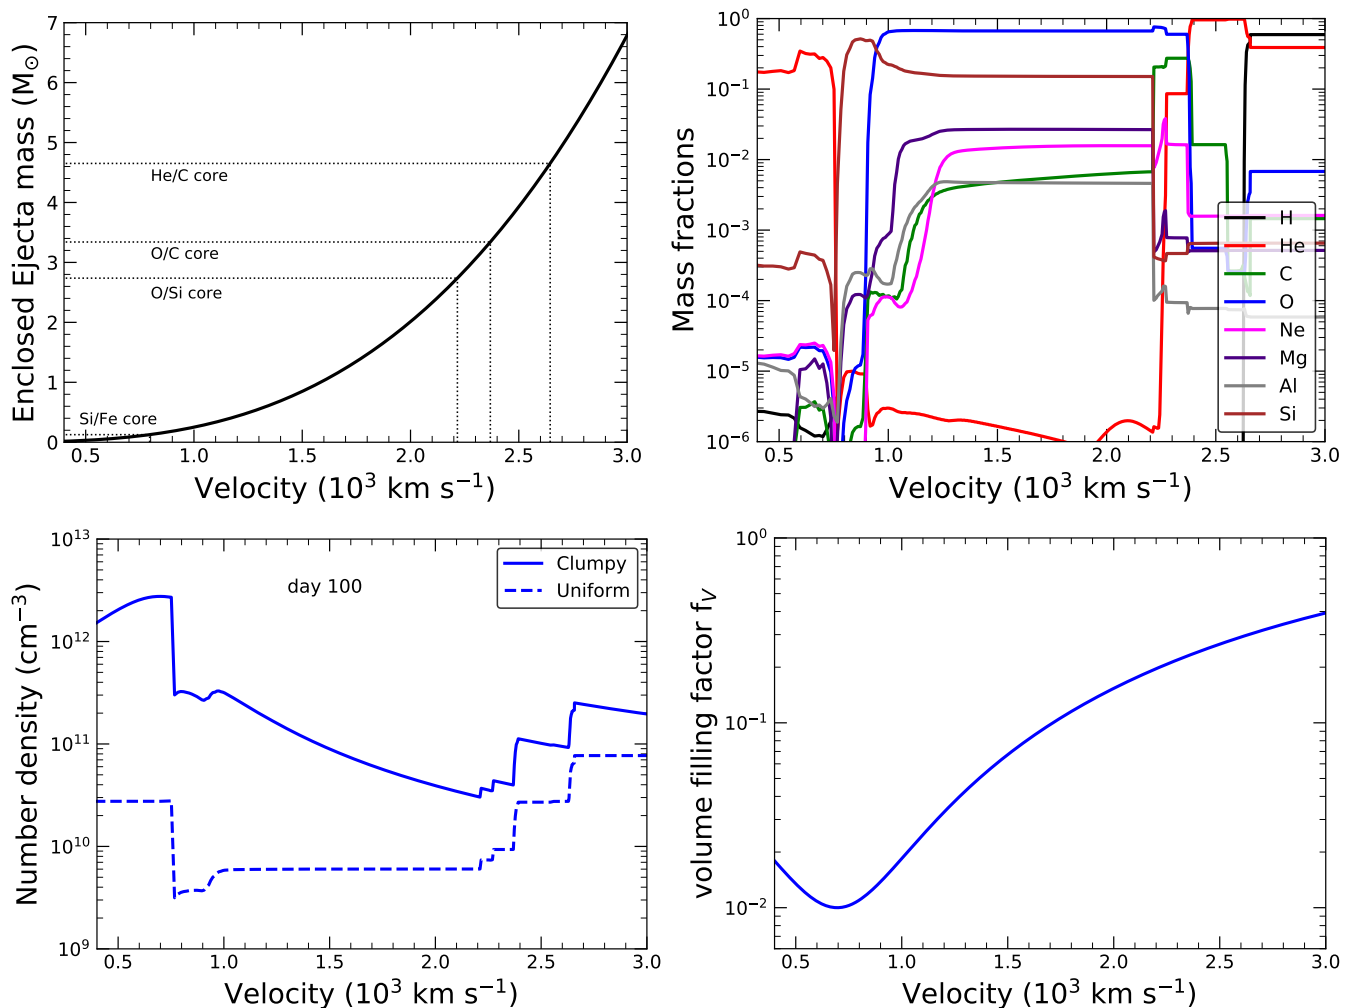 7
6
5
4
3
2
1
0
Enclosed Ejecta mass (M⊙)
He/C core
O/C core
O/Si core
Si/Fe core
0.5 1.0 1.5 2.0 2.5 3.0
Velocity (10³ km s⁻¹)
10⁰
10⁻¹
10⁻²
10⁻³
10⁻⁴
10⁻⁵
10⁻⁶
Mass fractions
H
He
C
O
Ne
Mg
Al
Si
0.5 1.0 1.5 2.0 2.5 3.0
Velocity (10³ km s⁻¹)
10¹³
10¹²
10¹¹
10¹⁰
10⁹
Number density (cm⁻³)
day 100
Clumpy
Uniform
0.5 1.0 1.5 2.0 2.5 3.0
Velocity (10³ km s⁻¹)
10⁰
10⁻¹
10⁻²
volume filling factor f_V
0.5 1.0 1.5 2.0 2.5 3.0
Velocity (10³ km s⁻¹)